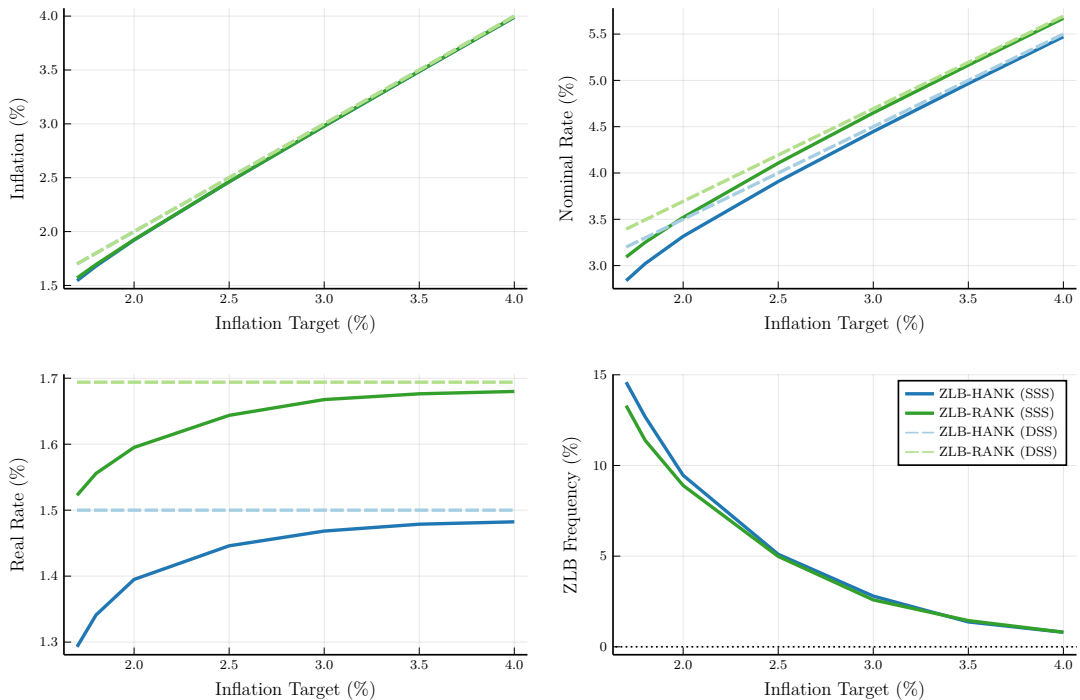 4.0
3.5
3.0
2.5
2.0
1.5
Inflation (%)
2.0 2.5 3.0 3.5 4.0
Inflation Target (%)
5.5
5.0
4.5
4.0
3.5
3.0
Nominal Rate (%)
2.0 2.5 3.0 3.5 4.0
Inflation Target (%)
1.7
1.6
1.5
1.4
1.3
Real Rate (%)
2.0 2.5 3.0 3.5 4.0
Inflation Target (%)
15
10
5
0
ZLB Frequency (%)
ZLB-HANK (SSS)
ZLB-RANK (SSS)
ZLB-HANK (DSS)
ZLB-RANK (DSS)
2.0 2.5 3.0 3.5 4.0
Inflation Target (%)